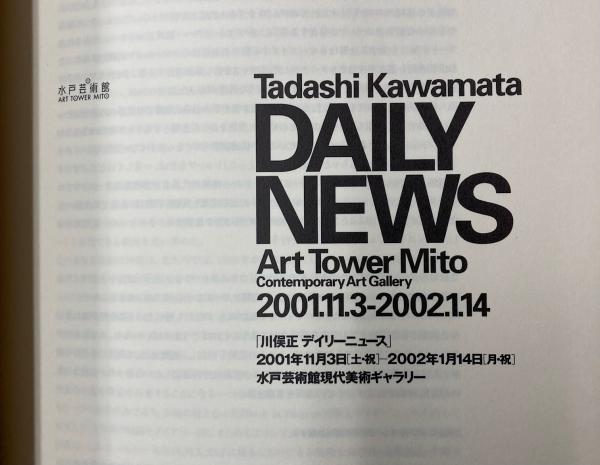 水戸芸術館
ART TOWER MITO
Tadashi Kawamata
DAILY
NEWS
Art Tower Mito
Contemporary Art Gallery
2001.11.3-2002.1.14
「川俣正 デイリーニュース」
2001年11月3日[土・祝]─2002年1月14日[月・祝]
水戸芸術館現代美術ギャラリー